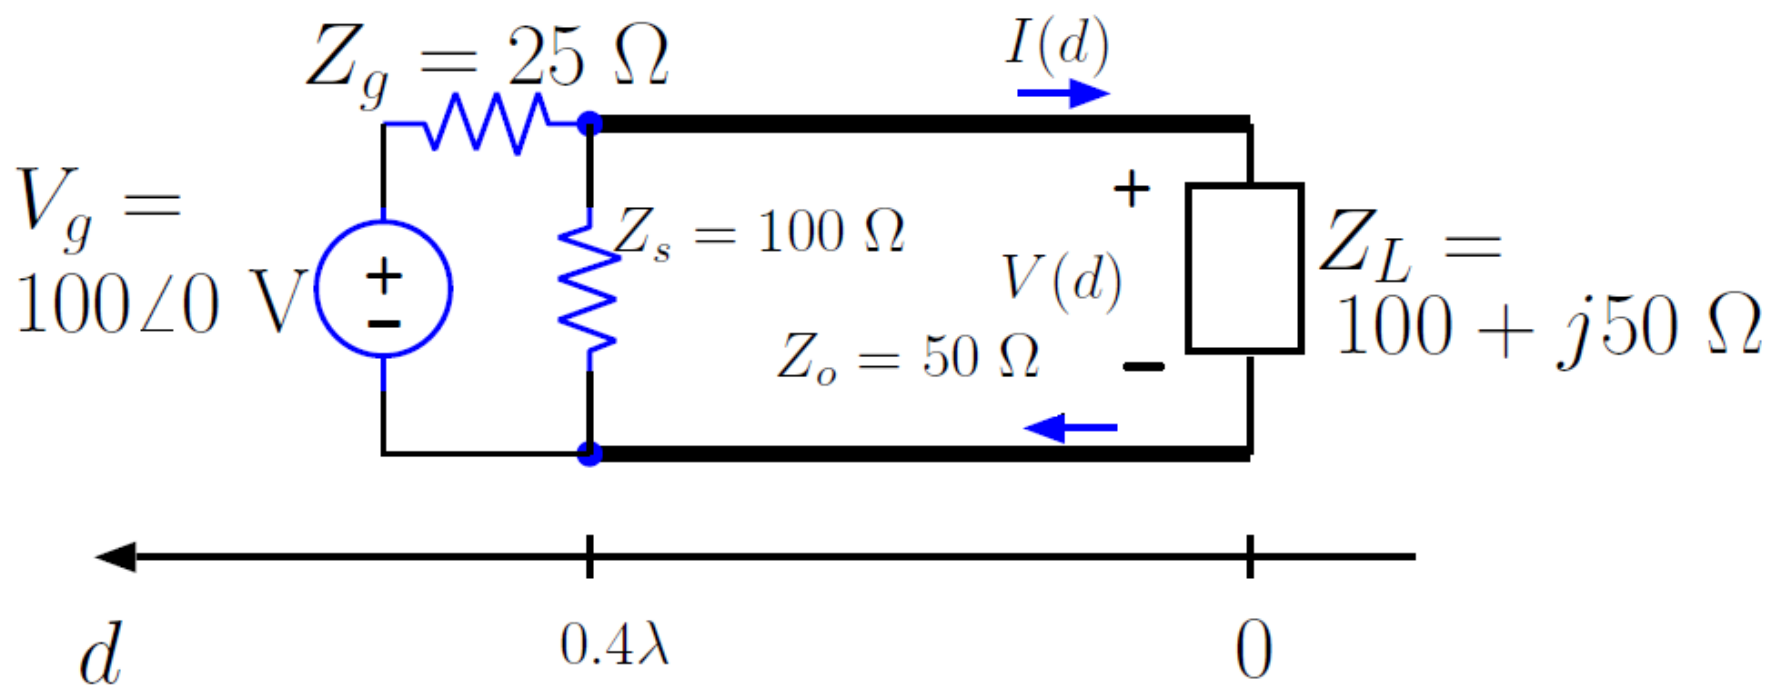 Z_g = 25 Ω
I(d)
V_g =
100∠0 V
+
−
Z_s = 100 Ω
+
V(d)
−
Z_o = 50 Ω
Z_L =
100 + j50 Ω
d
0.4λ
0